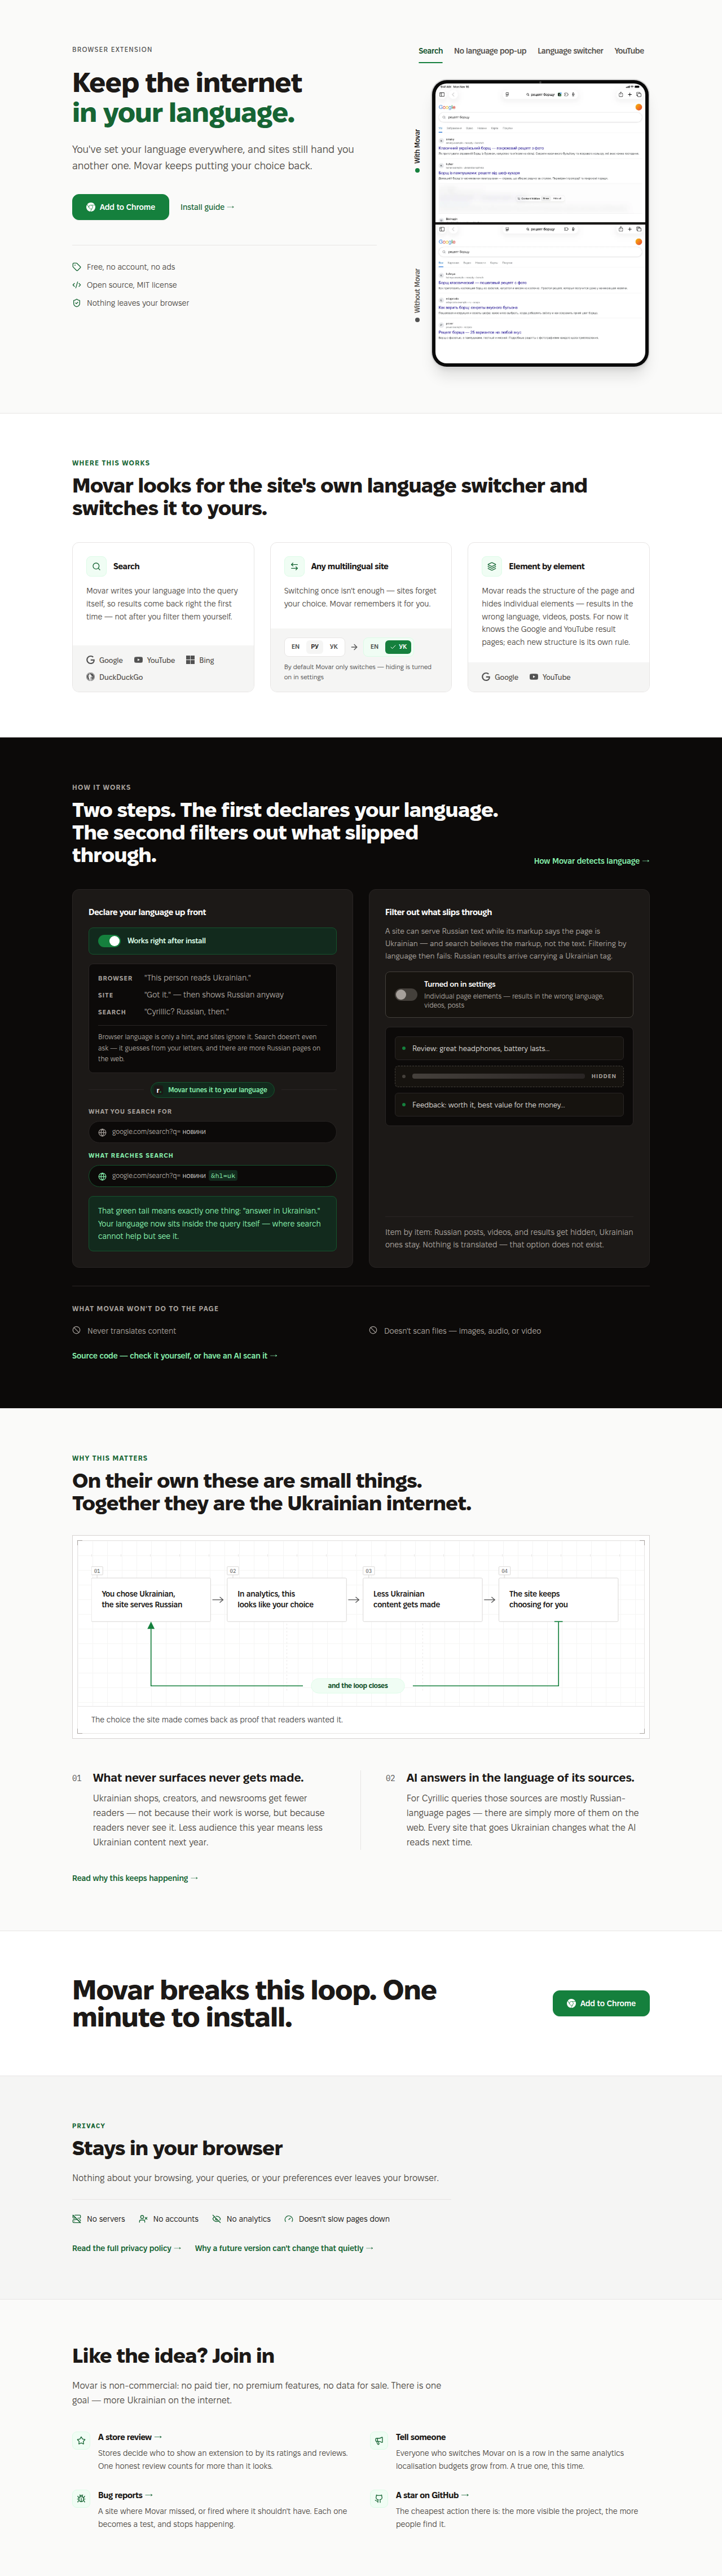 BROWSER EXTENSION
Keep the internet
in your language.
You've set your language everywhere, and sites still hand you
another one. Movar keeps putting your choice back.
Add to Chrome
Install guide →
Free, no account, no ads
Open source, MIT license
Nothing leaves your browser
Search
No language pop-up
Language switcher
YouTube
With Movar
Google
Without Movar
Google
WHERE THIS WORKS
Movar looks for the site's own language switcher and
switches it to yours.
Search
Movar writes your language into the query
itself, so results come back right the first
time — not after you filter them yourself.
Google
YouTube
Bing
DuckDuckGo
Any multilingual site
Switching once isn't enough — sites forget
your choice. Movar remembers it for you.
EN РУ УК → EN ✓ УК
By default Movar only switches — hiding is turned
on in settings
Element by element
Movar reads the structure of the page and
hides individual elements — results in the
wrong language, videos, posts. For now it
knows the Google and YouTube result
pages; each new structure is its own rule.
Google
YouTube
HOW IT WORKS
Two steps. The first declares your language.
The second filters out what slipped
through.
How Movar detects language →
Declare your language up front
Works right after install
BROWSER "This person reads Ukrainian."
SITE "Got it." — then shows Russian anyway
SEARCH "Cyrillic? Russian, then."
Browser language is only a hint, and sites ignore it. Search doesn't even
ask — it guesses from your letters, and there are more Russian pages on
the web.
Movar tunes it to your language
WHAT YOU SEARCH FOR
google.com/search?q= новини
WHAT REACHES SEARCH
google.com/search?q= новини &hl=uk
That green tail means exactly one thing: "answer in Ukrainian."
Your language now sits inside the query itself — where search
cannot help but see it.
Filter out what slips through
A site can serve Russian text while its markup says the page is
Ukrainian — and search believes the markup, not the text. Filtering by
language then fails: Russian results arrive carrying a Ukrainian tag.
Turned on in settings
Individual page elements — results in the wrong language,
videos, posts
Review: great headphones, battery lasts…
HIDDEN
Feedback: worth it, best value for the money…
Item by item: Russian posts, videos, and results get hidden, Ukrainian
ones stay. Nothing is translated — that option does not exist.
WHAT MOVAR WON'T DO TO THE PAGE
Never translates content
Doesn't scan files — images, audio, or video
Source code — check it yourself, or have an AI scan it →
WHY THIS MATTERS
On their own these are small things.
Together they are the Ukrainian internet.
01
You chose Ukrainian,
the site serves Russian
02
In analytics, this
looks like your choice
03
Less Ukrainian
content gets made
04
The site keeps
choosing for you
and the loop closes
The choice the site made comes back as proof that readers wanted it.
01 What never surfaces never gets made.
Ukrainian shops, creators, and newsrooms get fewer
readers — not because their work is worse, but because
readers never see it. Less audience this year means less
Ukrainian content next year.
02 AI answers in the language of its sources.
For Cyrillic queries those sources are mostly Russian-
language pages — there are simply more of them on the
web. Every site that goes Ukrainian changes what the AI
reads next time.
Read why this keeps happening →
Movar breaks this loop. One
minute to install.
Add to Chrome
PRIVACY
Stays in your browser
Nothing about your browsing, your queries, or your preferences ever leaves your browser.
No servers
No accounts
No analytics
Doesn't slow pages down
Read the full privacy policy →
Why a future version can't change that quietly →
Like the idea? Join in
Movar is non-commercial: no paid tier, no premium features, no data for sale. There is one
goal — more Ukrainian on the internet.
A store review →
Stores decide who to show an extension to by its ratings and reviews.
One honest review counts for more than it looks.
Tell someone
Everyone who switches Movar on is a row in the same analytics
localisation budgets grow from. A true one, this time.
Bug reports →
A site where Movar missed, or fired where it shouldn't have. Each one
becomes a test, and stops happening.
A star on GitHub →
The cheapest action there is: the more visible the project, the more
people find it.